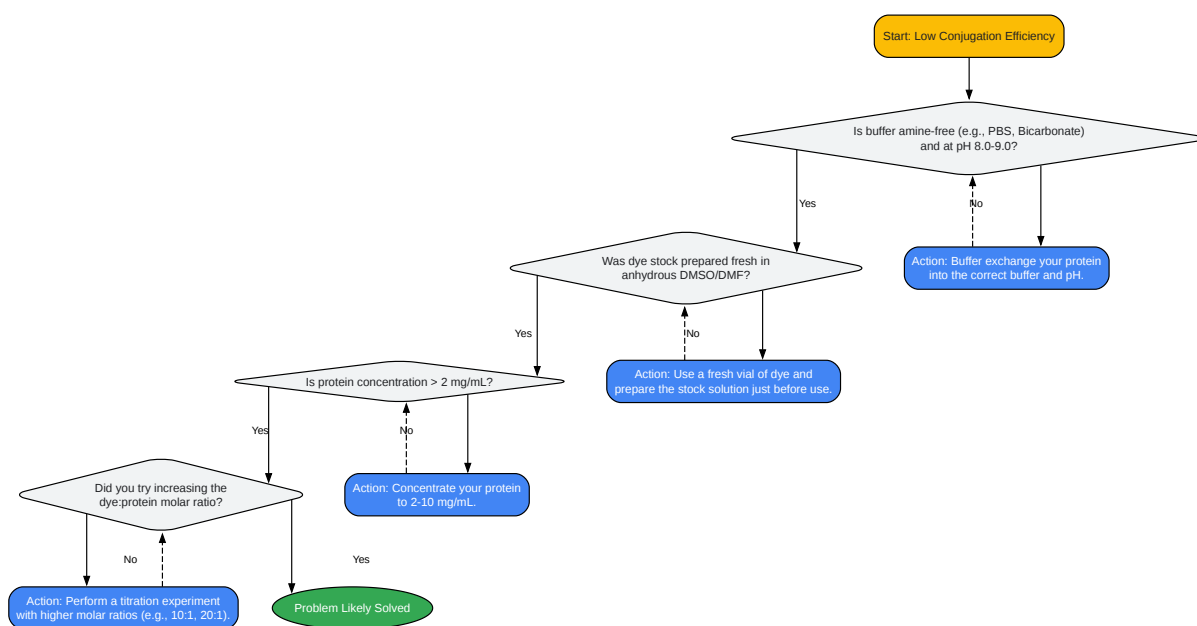 Start: Low Conjugation Efficiency
Is buffer amine-free (e.g., PBS, Bicarbonate)
and at pH 8.0-9.0?
Yes
No
Was dye stock prepared fresh in
anhydrous DMSO/DMF?
Action: Buffer exchange your protein
into the correct buffer and pH.
Yes
No
Is protein concentration > 2 mg/mL?
Action: Use a fresh vial of dye and
prepare the stock solution just before use.
Yes
No
Did you try increasing the
dye:protein molar ratio?
Action: Concentrate your protein
to 2-10 mg/mL.
No
Yes
Action: Perform a titration experiment
with higher molar ratios (e.g., 10:1, 20:1).
Problem Likely Solved